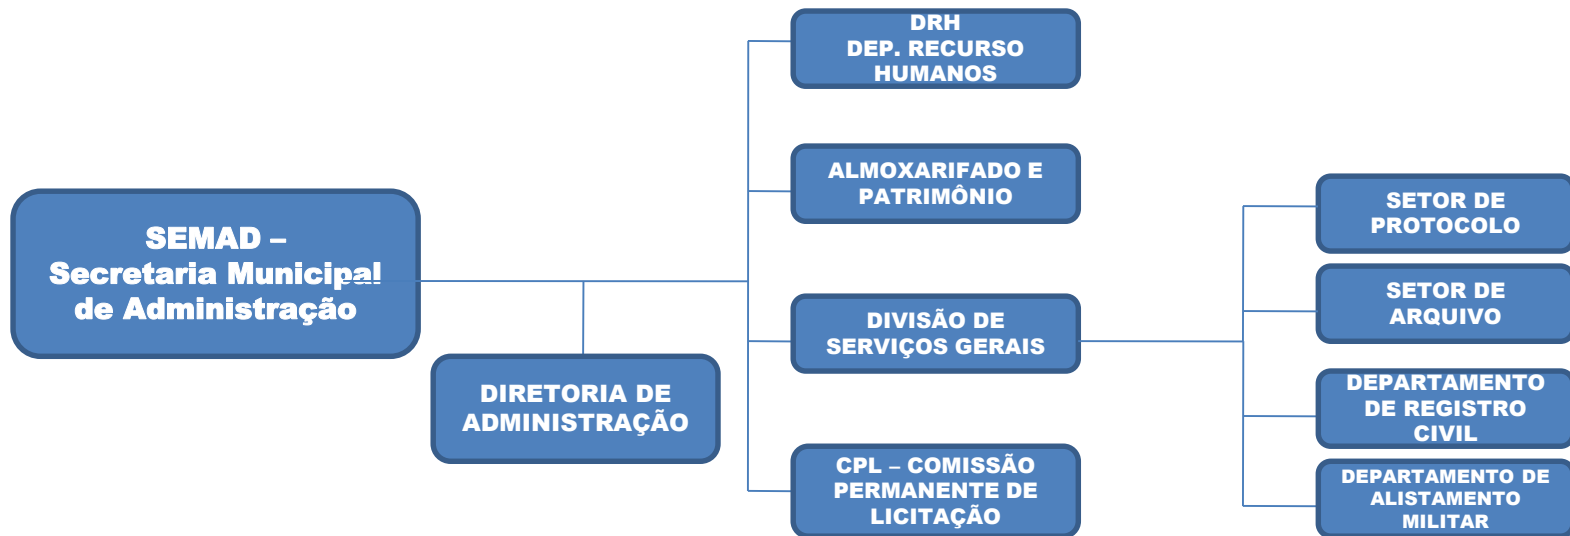 SEMAD –
Secretaria Municipal
de Administração
DIRETORIA DE
ADMINISTRAÇÃO
DRH
DEP. RECURSO
HUMANOS
ALMOXARIFADO E
PATRIMÔNIO
DIVISÃO DE
SERVIÇOS GERAIS
CPL – COMISSÃO
PERMANENTE DE
LICITAÇÃO
SETOR DE
PROTOCOLO
SETOR DE
ARQUIVO
DEPARTAMENTO
DE REGISTRO
CIVIL
DEPARTAMENTO DE
ALISTAMENTO
MILITAR